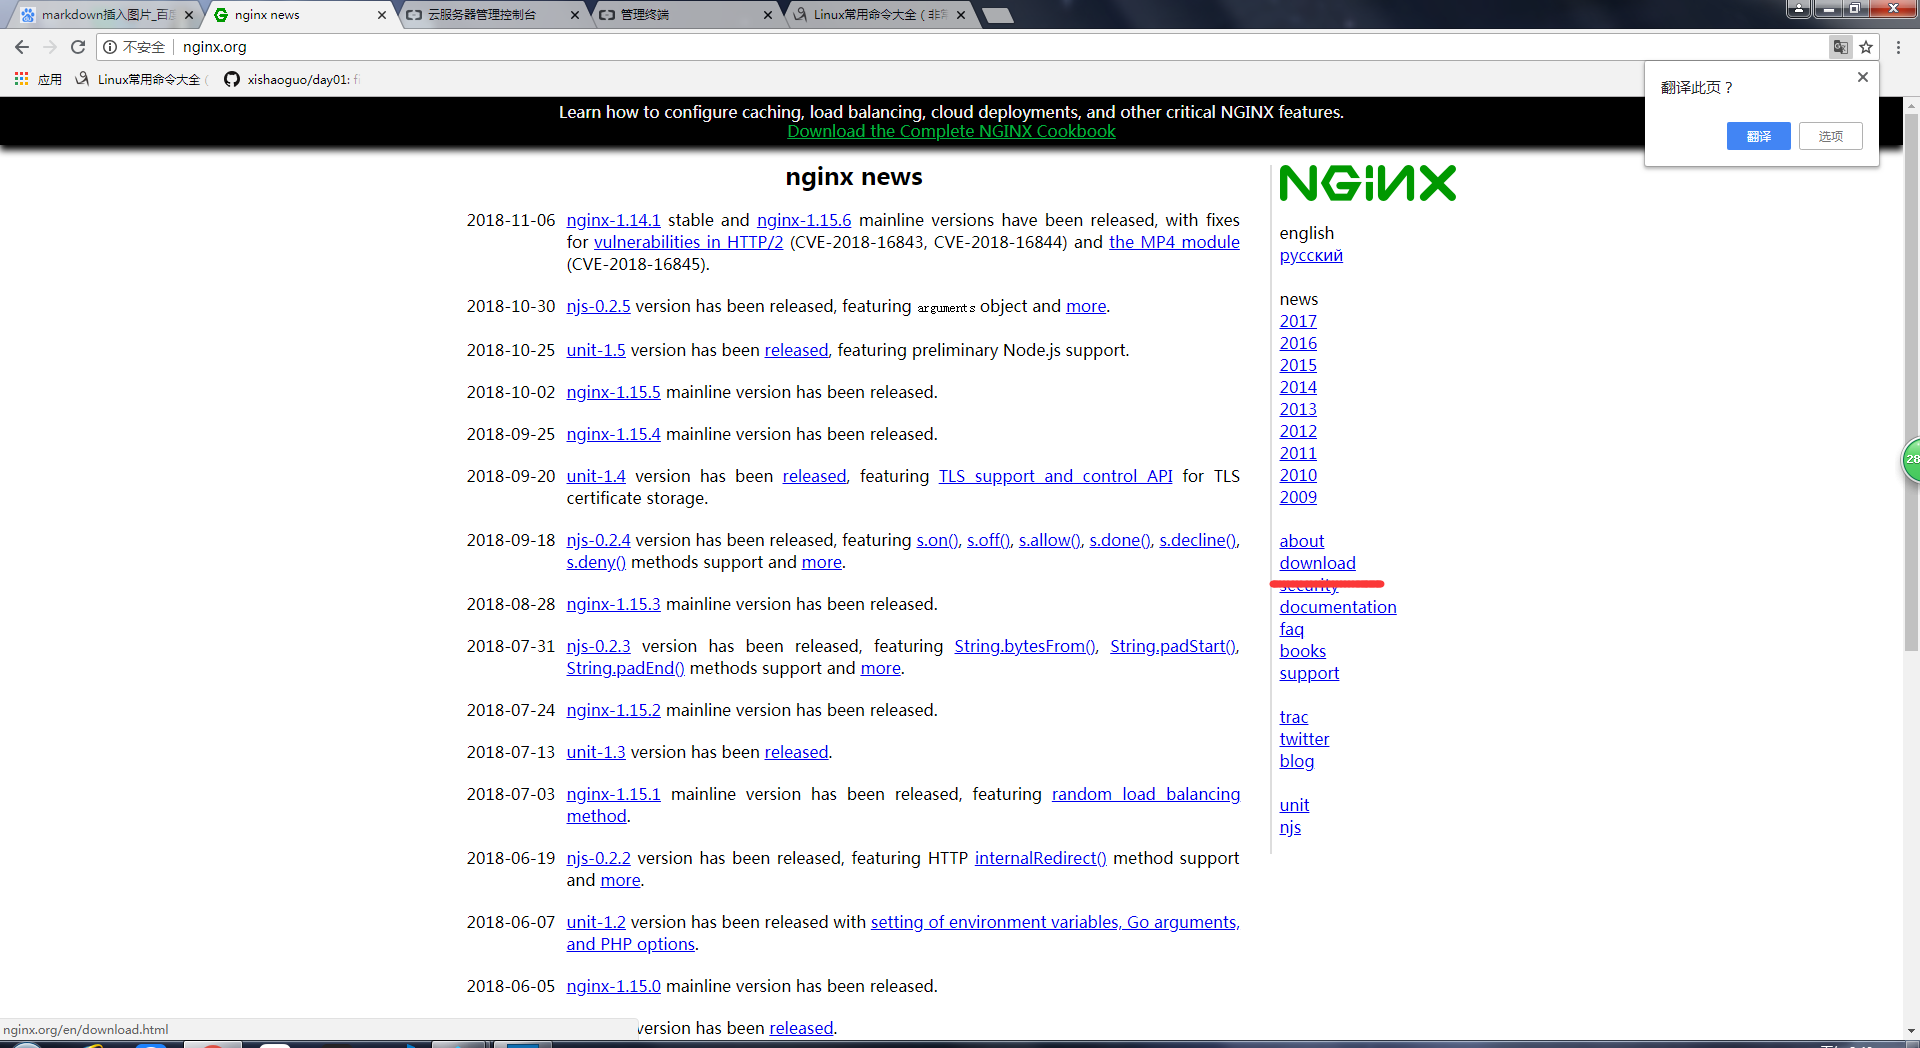 markdown插入图片_百度
nginx news
云服务器管理控制台
管理终端
Linux常用命令大全（非常
不安全
nginx.org
应用
Linux常用命令大全（
xishaoguo/day01: fi
翻译此页？
翻译
选项
Learn how to configure caching, load balancing, cloud deployments, and other critical NGINX features.
Download the Complete NGINX Cookbook
nginx news
2018-11-06 nginx-1.14.1 stable and nginx-1.15.6 mainline versions have been released, with fixes
for vulnerabilities in HTTP/2 (CVE-2018-16843, CVE-2018-16844) and the MP4 module
(CVE-2018-16845).
2018-10-30 njs-0.2.5 version has been released, featuring arguments object and more.
2018-10-25 unit-1.5 version has been released, featuring preliminary Node.js support.
2018-10-02 nginx-1.15.5 mainline version has been released.
2018-09-25 nginx-1.15.4 mainline version has been released.
2018-09-20 unit-1.4 version has been released, featuring TLS support and control API for TLS
certificate storage.
2018-09-18 njs-0.2.4 version has been released, featuring s.on(), s.off(), s.allow(), s.done(), s.decline(),
s.deny() methods support and more.
2018-08-28 nginx-1.15.3 mainline version has been released.
2018-07-31 njs-0.2.3 version has been released, featuring String.bytesFrom(), String.padStart(),
String.padEnd() methods support and more.
2018-07-24 nginx-1.15.2 mainline version has been released.
2018-07-13 unit-1.3 version has been released.
2018-07-03 nginx-1.15.1 mainline version has been released, featuring random load balancing
method.
2018-06-19 njs-0.2.2 version has been released, featuring HTTP internalRedirect() method support
and more.
2018-06-07 unit-1.2 version has been released with setting of environment variables, Go arguments,
and PHP options.
2018-06-05 nginx-1.15.0 mainline version has been released.
version has been released.
NGINX
english
русский
news
2017
2016
2015
2014
2013
2012
2011
2010
2009
about
download
security
documentation
faq
books
support
trac
twitter
blog
unit
njs
28
nginx.org/en/download.html